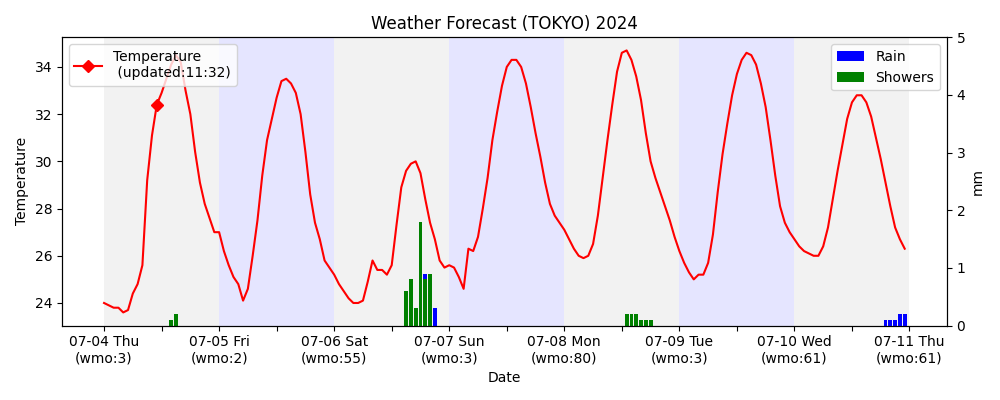 Weather Forecast (TOKYO) 2024
Temperature
(updated:11:32)
Rain
Showers
Temperature
34
32
30
28
26
24
5
4
3
2
1
0
mm
07-04 Thu
(wmo:3)
07-05 Fri
(wmo:2)
07-06 Sat
(wmo:55)
07-07 Sun
(wmo:3)
07-08 Mon
(wmo:80)
07-09 Tue
(wmo:3)
07-10 Wed
(wmo:61)
07-11 Thu
(wmo:61)
Date